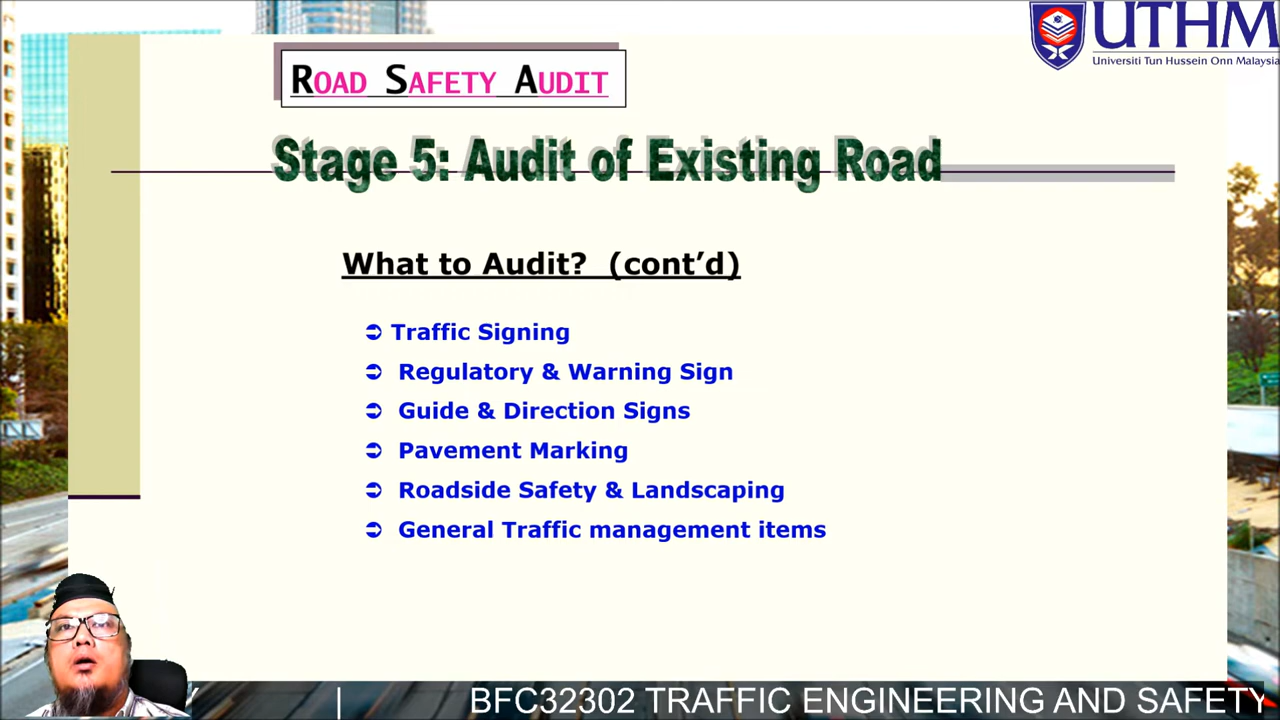 UTHM
Universiti Tun Hussein Onn Malaysia
ROAD SAFETY AUDIT
Stage 5: Audit of Existing Road
What to Audit? (cont’d)
Traffic Signing
Regulatory & Warning Sign
Guide & Direction Signs
Pavement Marking
Roadside Safety & Landscaping
General Traffic management items
Y | BFC32302 TRAFFIC ENGINEERING AND SAFETY